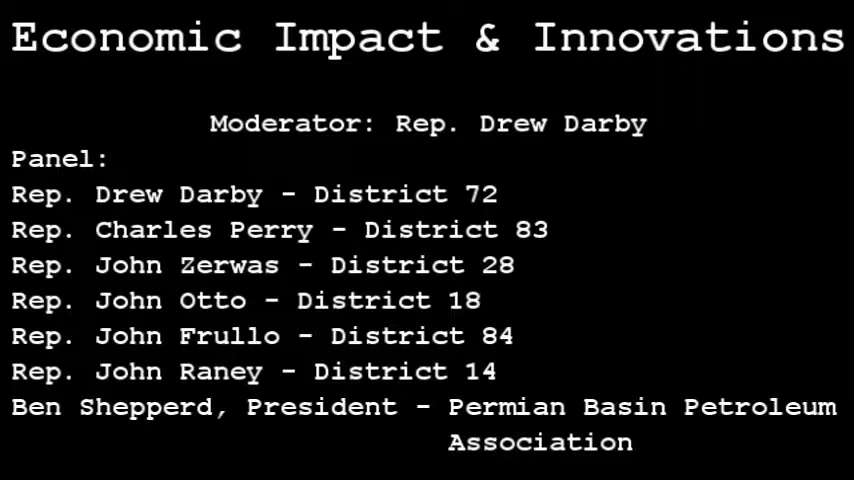 Economic Impact & Innovations
Moderator: Rep. Drew Darby
Panel:
Rep. Drew Darby - District 72
Rep. Charles Perry - District 83
Rep. John Zerwas - District 28
Rep. John Otto - District 18
Rep. John Frullo - District 84
Rep. John Raney - District 14
Ben Shepperd, President - Permian Basin Petroleum
Association